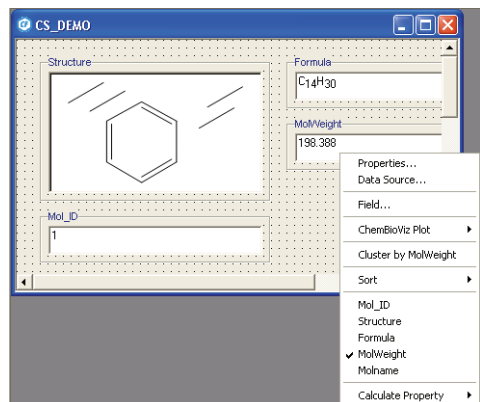 CS_DEMO
Structure
Formula
C14H30
MolWeight
198.388
Mol_ID
1
Properties...
Data Source...
Field...
ChemBioViz Plot
Cluster by MolWeight
Sort
Mol_ID
Structure
Formula
MolWeight
Molname
Calculate Property